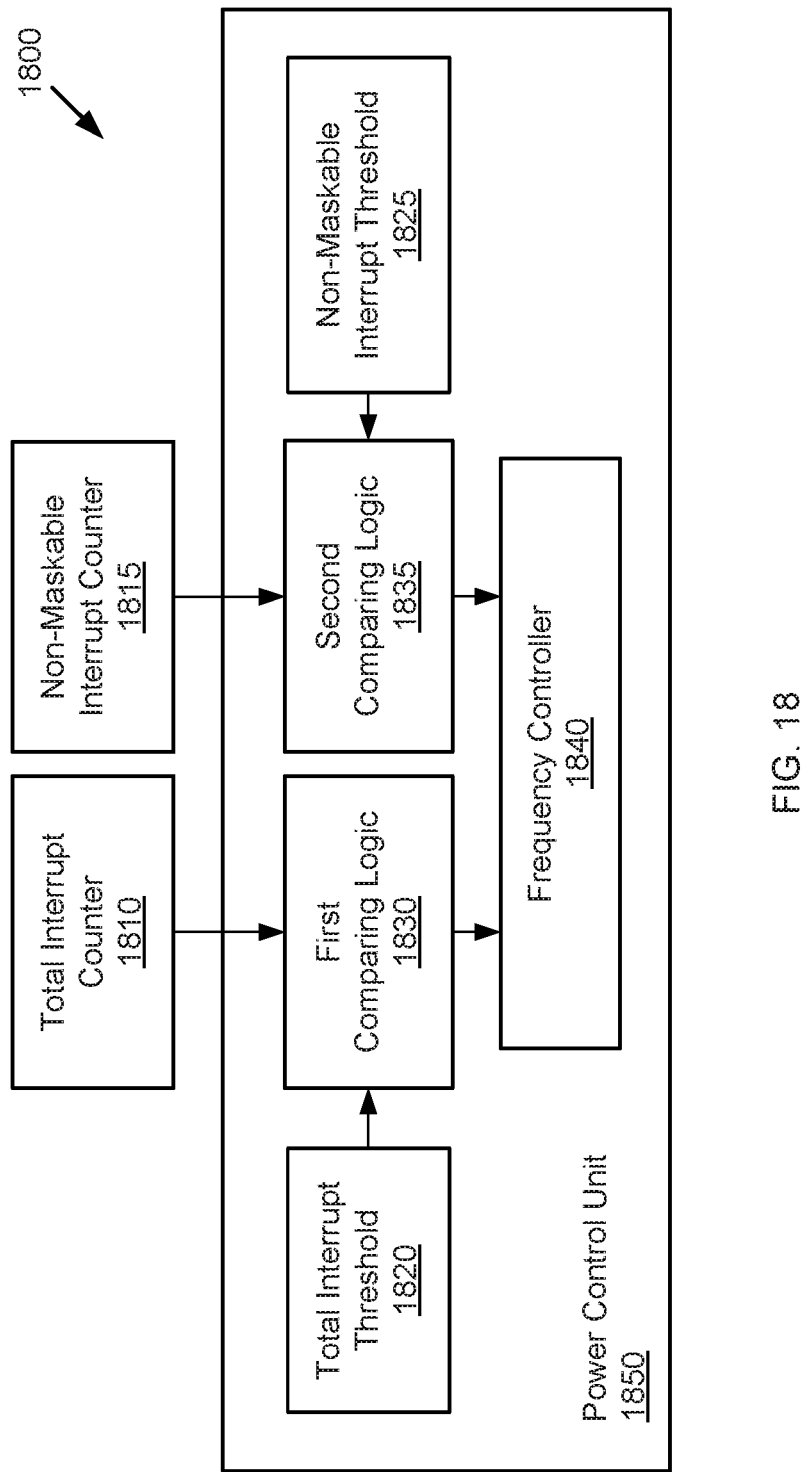 1800
Total Interrupt
Counter
1810
Non-Maskable
Interrupt Counter
1815
Total Interrupt
Threshold
1820
First
Comparing Logic
1830
Second
Comparing Logic
1835
Non-Maskable
Interrupt Threshold
1825
Frequency Controller
1840
Power Control Unit
1850
FIG. 18